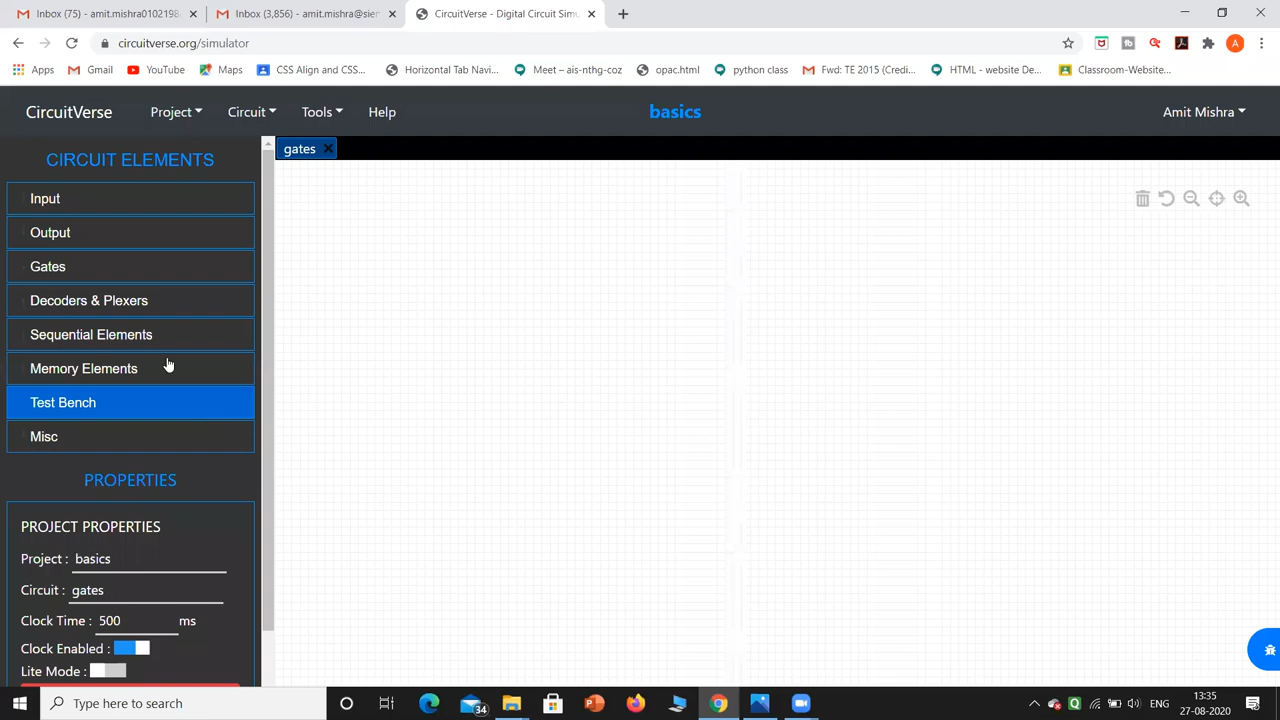 Inbox (75) - amit.mishra0102198
Inbox (3,856) - amit.mishra@sier
CircuitVerse - Digital Circuit Simu
circuitverse.org/simulator
A
Apps
Gmail
YouTube
Maps
CSS Align and CSS...
Horizontal Tab Navi...
Meet – ais-nthg-coz
opac.html
python class
Fwd: TE 2015 (Credi...
HTML - website De...
Classroom-Website...
CircuitVerse
Project
Circuit
Tools
Help
basics
Amit Mishra
CIRCUIT ELEMENTS
gates
Input
Output
Gates
Decoders & Plexers
Sequential Elements
Memory Elements
Test Bench
Misc
PROPERTIES
PROJECT PROPERTIES
Project : basics
Circuit : gates
Clock Time : 500 ms
Clock Enabled :
Lite Mode :
Type here to search
34
ENG
13:35
27-08-2020